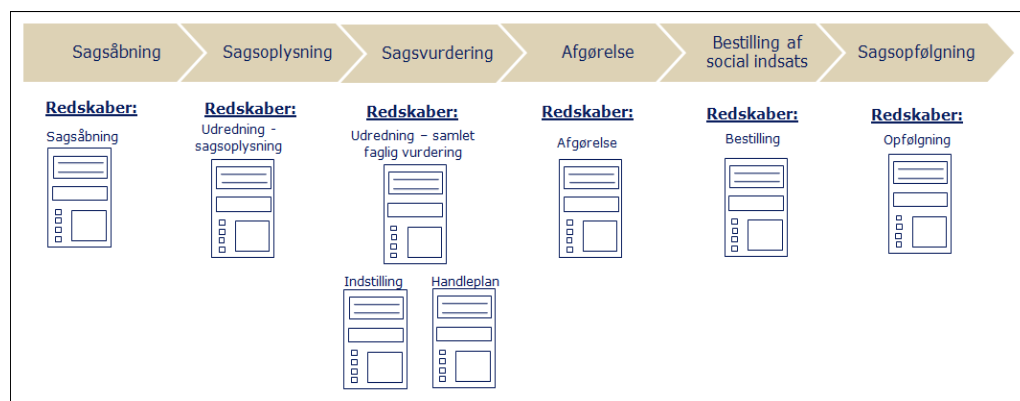 Sagsåbning
Sagsoplysning
Sagsvurdering
Afgørelse
Bestilling af
social indsats
Sagsopfølgning
Redskaber:
Sagsåbning
Redskaber:
Udredning -
sagsoplysning
Redskaber:
Udredning – samlet
faglig vurdering
Indstilling
Handleplan
Redskaber:
Afgørelse
Redskaber:
Bestilling
Redskaber:
Opfølgning